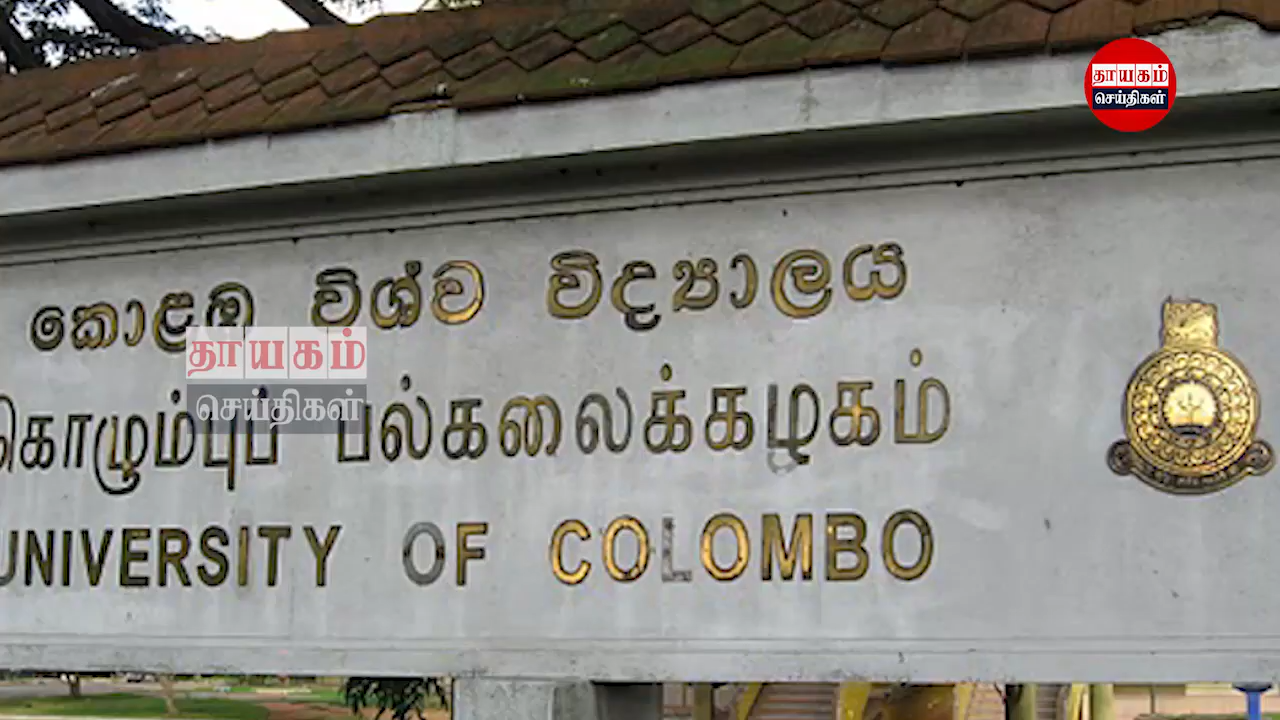 தாயகம்
செய்திகள்
කොළඹ විශ්ව විද්‍යාලය
தாயகம்
செய்திகள்
கொழும்புப் பல்கலைக்கழகம்
UNIVERSITY OF COLOMBO